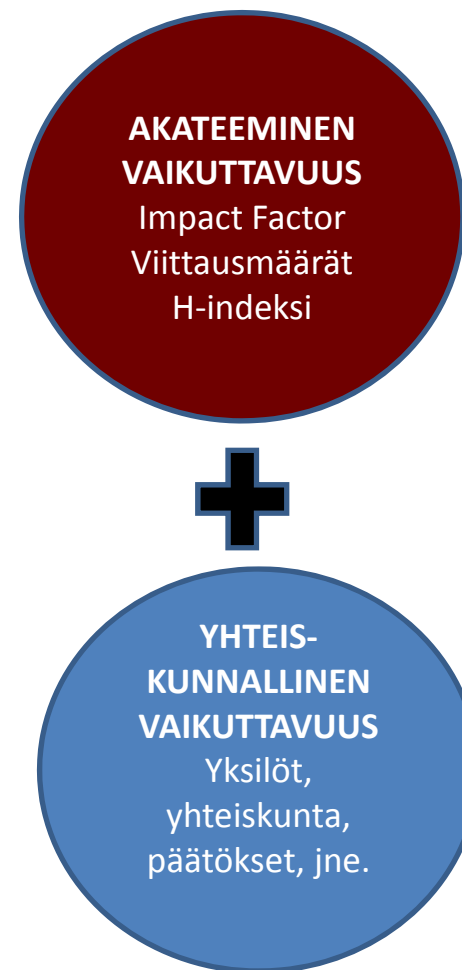 AKATEEMINEN
VAIKUTTAVUUS
Impact Factor
Viittausmäärät
H-indeksi
YHTEIS-
KUNNALLINEN
VAIKUTTAVUUS
Yksilöt,
yhteiskunta,
päätökset, jne.